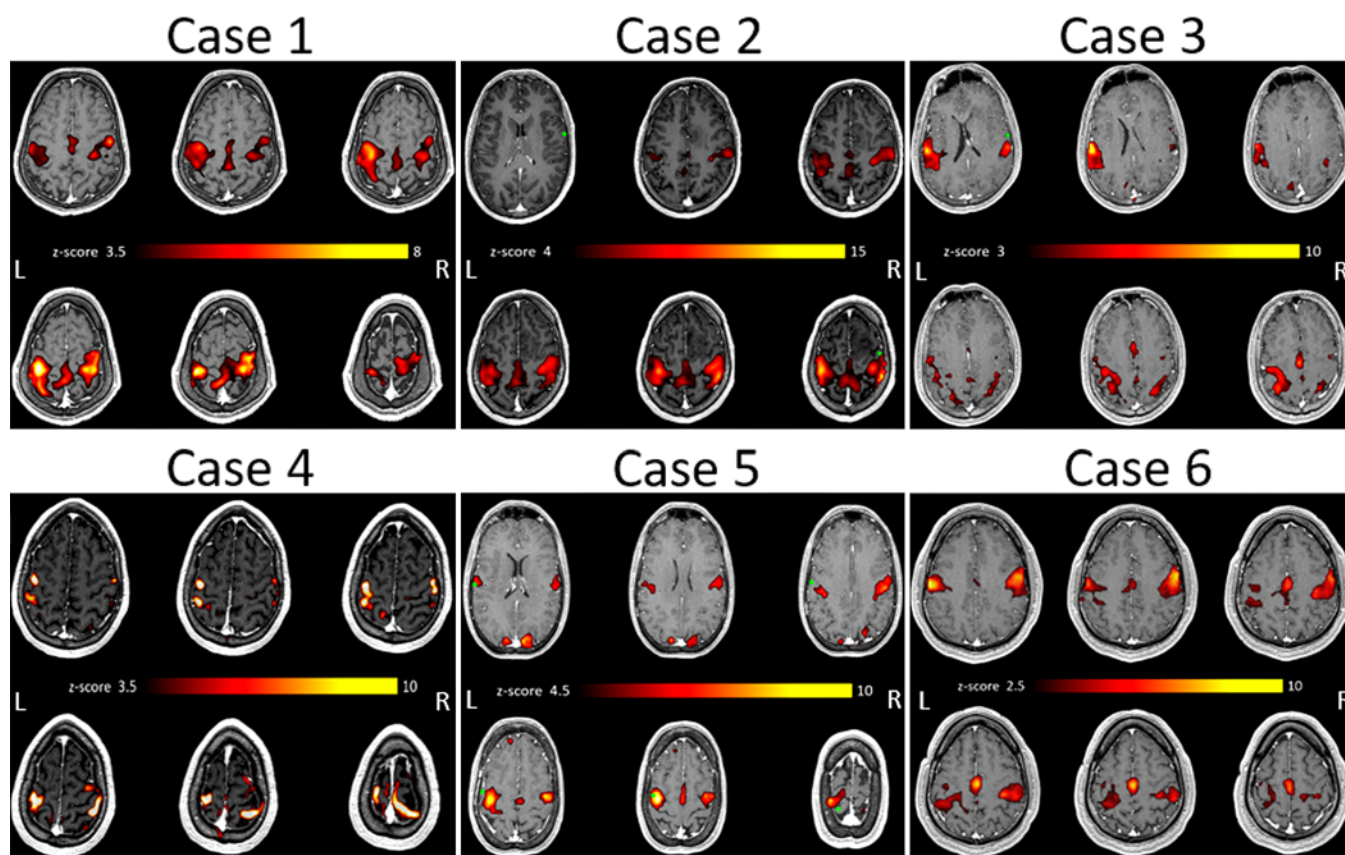 Case 1 Case 2 Case 3
z-score 3.5 8 z-score 4 15 z-score 3 10
L R L R L R
Case 4 Case 5 Case 6
z-score 3.5 10 z-score 4.5 10 z-score 2.5 10
L R L R L R